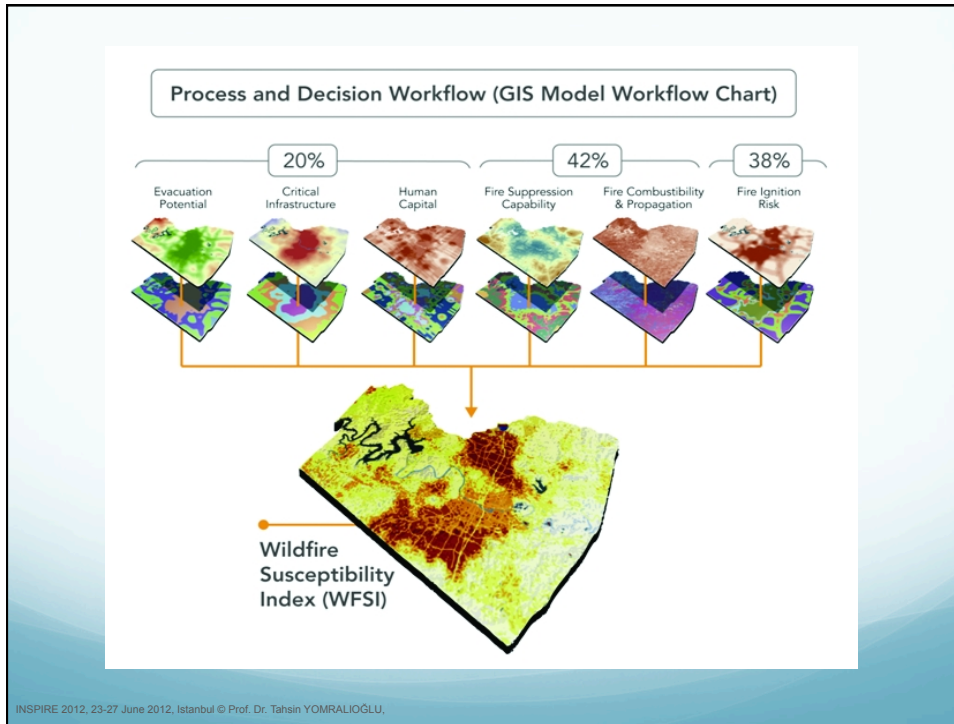 Process and Decision Workflow (GIS Model Workflow Chart)
20%
42%
38%
Evacuation
Potential
Critical
Infrastructure
Human
Capital
Fire Suppression
Capability
Fire Combustibility
& Propagation
Fire Ignition
Risk
Wildfire
Susceptibility
Index (WFSI)
INSPIRE 2012, 23-27 June 2012, Istanbul © Prof. Dr. Tahsin YOMRALIOĞLU,